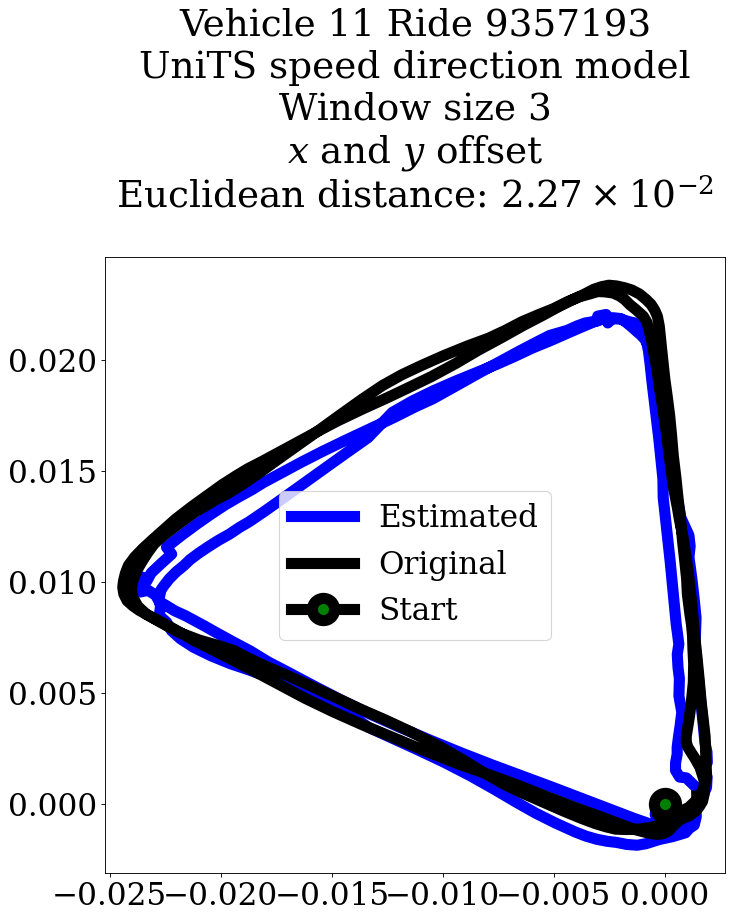 Vehicle 11 Ride 9357193
UniTS speed direction model
Window size 3
x and y offset
Euclidean distance: 2.27 × 10⁻²
0.020
0.015
0.010
0.005
0.000
Estimated
Original
Start
−0.025 −0.020 −0.015 −0.010 −0.005 0.000